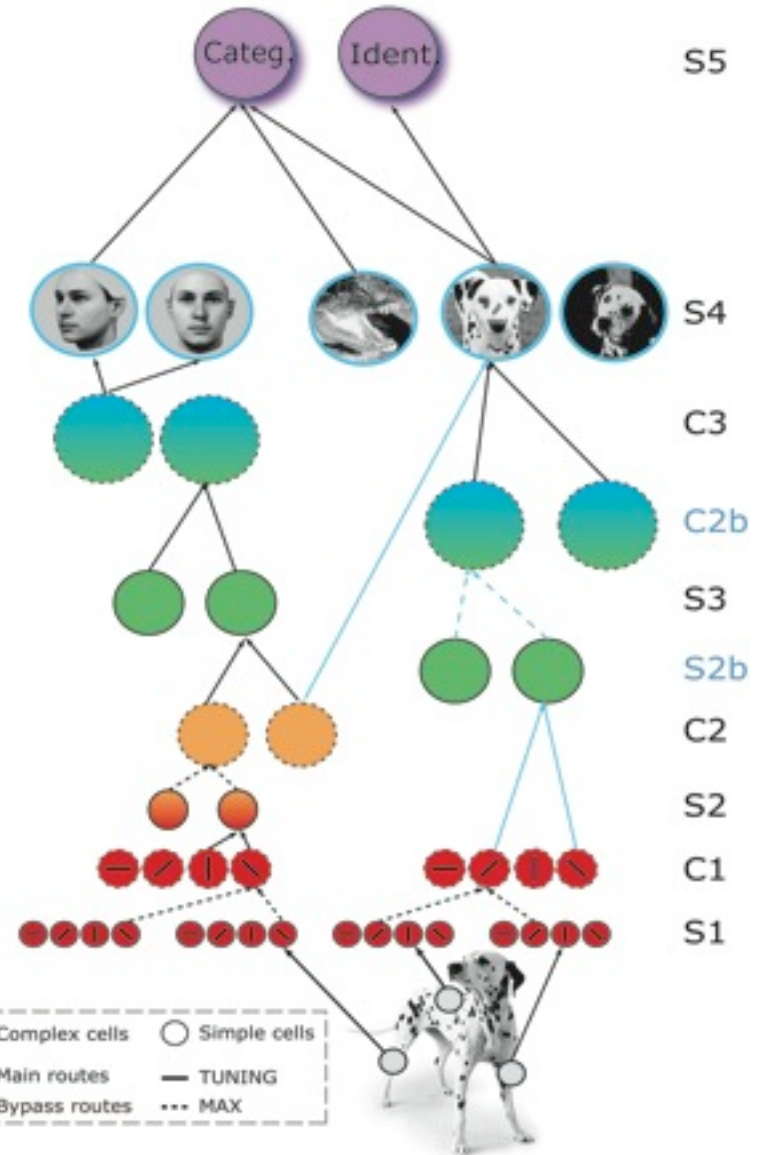 Categ. Ident. S5
S4
C3
C2b
S3
S2b
C2
S2
C1
S1
Complex cells Simple cells
Main routes TUNING
Bypass routes MAX